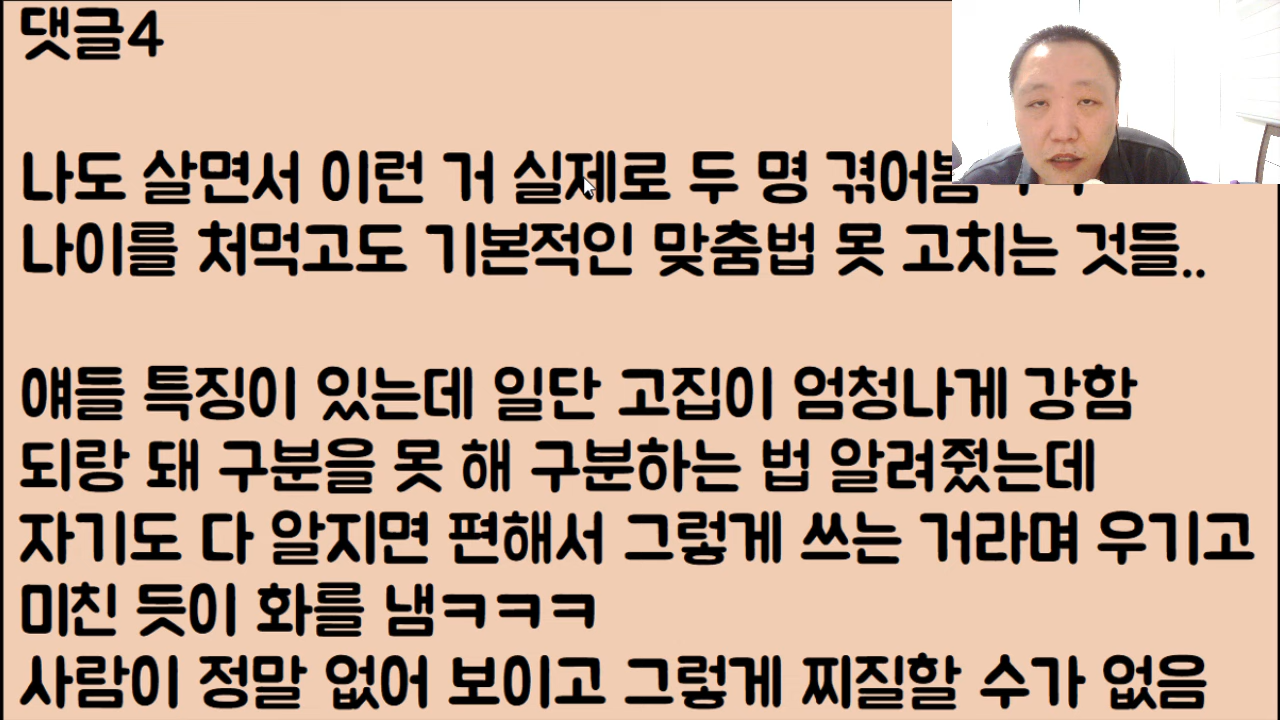 댓글4
나도 살면서 이런 거 실제로 두 명 겪어봄
나이를 처먹고도 기본적인 맞춤법 못 고치는 것들..
얘들 특징이 있는데 일단 고집이 엄청나게 강함
되랑 돼 구분을 못 해 구분하는 법 알려줬는데
자기도 다 알지면 편해서 그렇게 쓰는 거라며 우기고
미친 듯이 화를 냄ㅋㅋㅋ
사람이 정말 없어 보이고 그렇게 찌질할 수가 없음